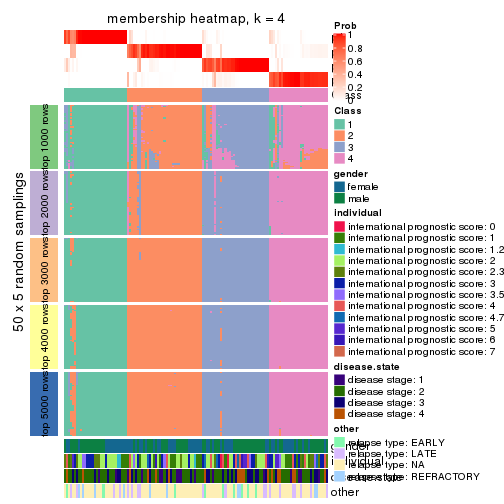 membership heatmap, k = 4
50 x 5 random samplings
top 1000 rows
top 2000 rows
top 3000 rows
top 4000 rows
top 5000 rows
Prob
1
0.8
0.6
0.4
0.2
0
Class
1
2
3
4
gender
female
male
individual
international prognostic score: 0
international prognostic score: 1
international prognostic score: 1.2
international prognostic score: 2
international prognostic score: 2.3
international prognostic score: 3
international prognostic score: 3.5
international prognostic score: 4
international prognostic score: 4.7
international prognostic score: 5
international prognostic score: 6
international prognostic score: 7
disease.state
disease stage: 1
disease stage: 2
disease stage: 3
disease stage: 4
other
relapse type: EARLY
relapse type: LATE
relapse type: NA
relapse type: REFRACTORY
gender
individual
disease.state
other